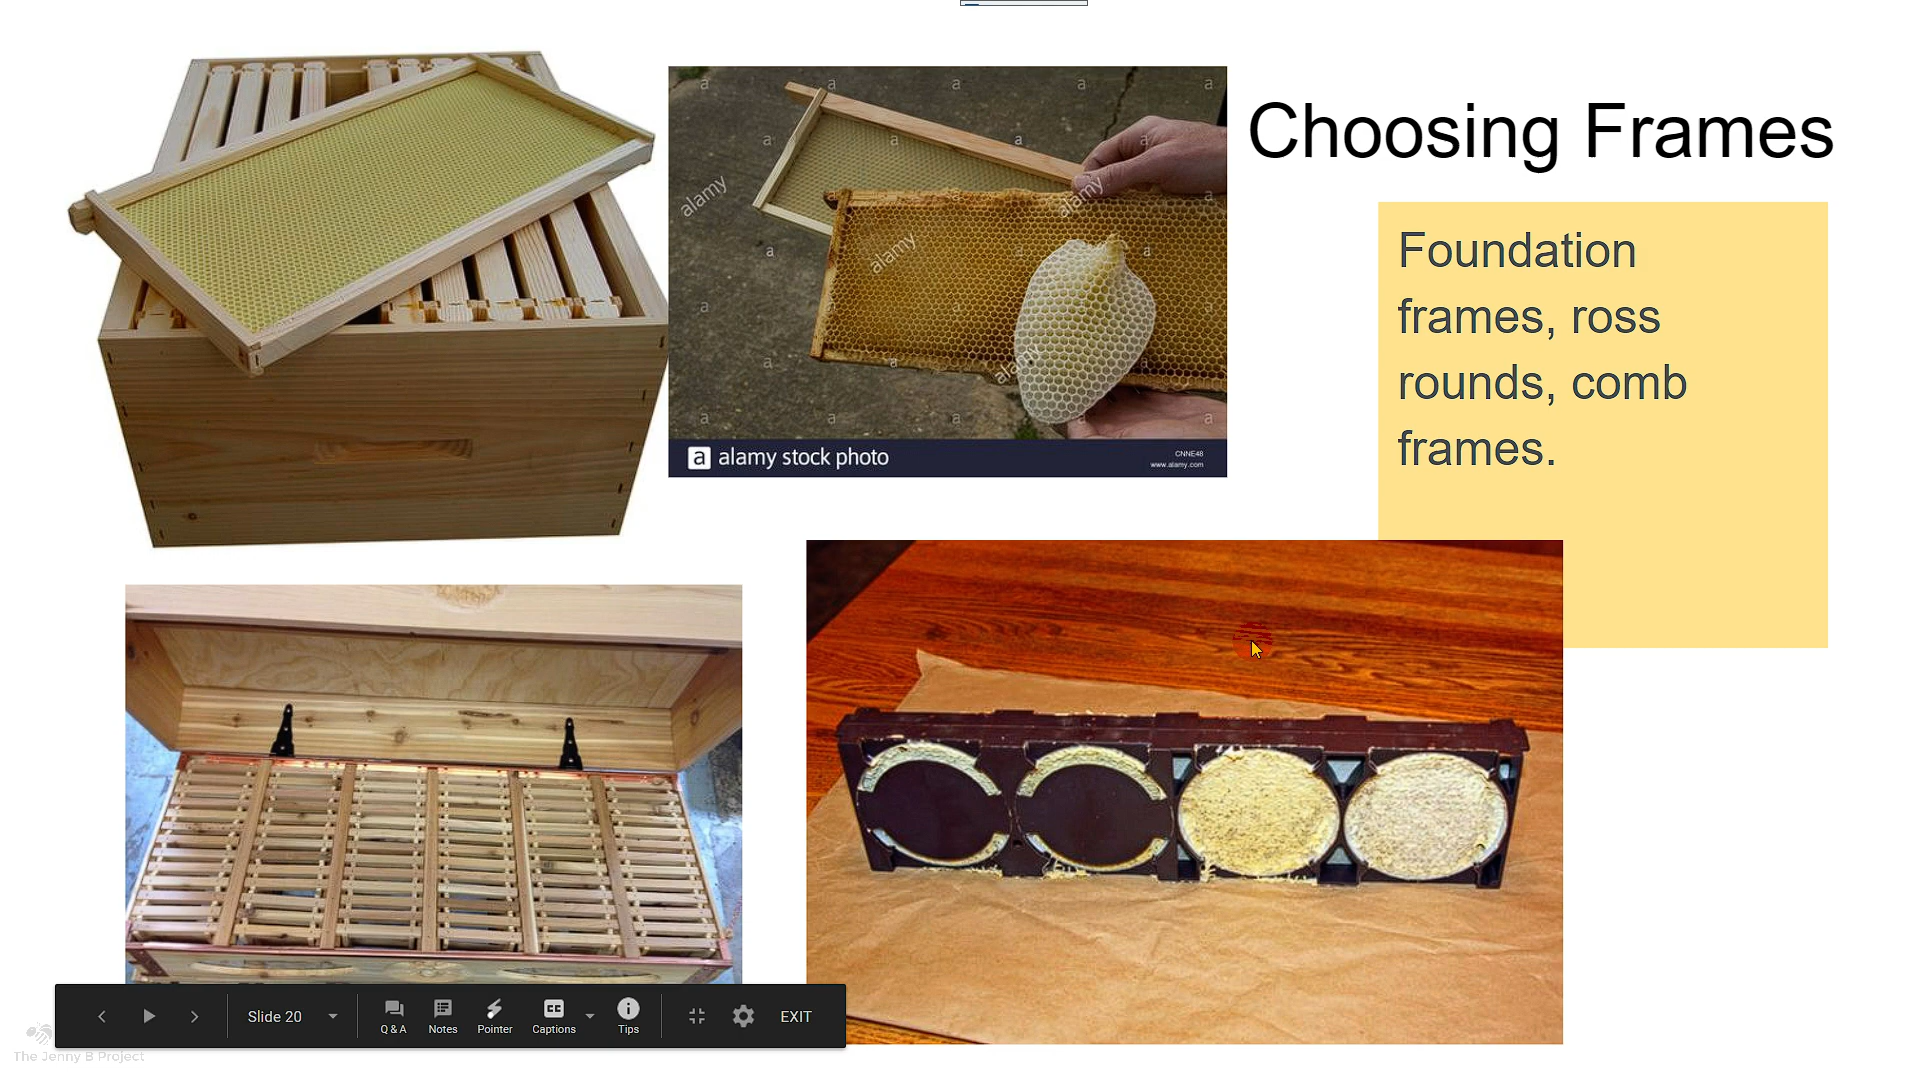 Choosing Frames
Foundation
frames, ross
rounds, comb
frames.
a a a a a
a a a a
alamy alamy
a alamy a
a alamy
a a
a a a a a
a alamy stock photo
CNNE48
www.alamy.com
Slide 20
Q & A
Notes
Pointer
CC
Captions
Tips
EXIT
The Jenny B Project